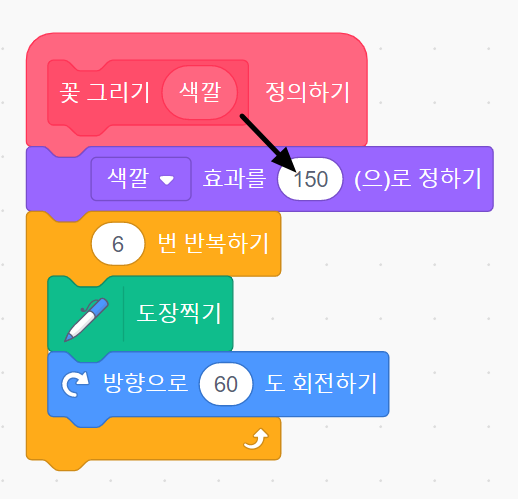 꽃 그리기 색깔 정의하기
색깔 효과를 150 (으)로 정하기
6 번 반복하기
도장찍기
방향으로 60 도 회전하기